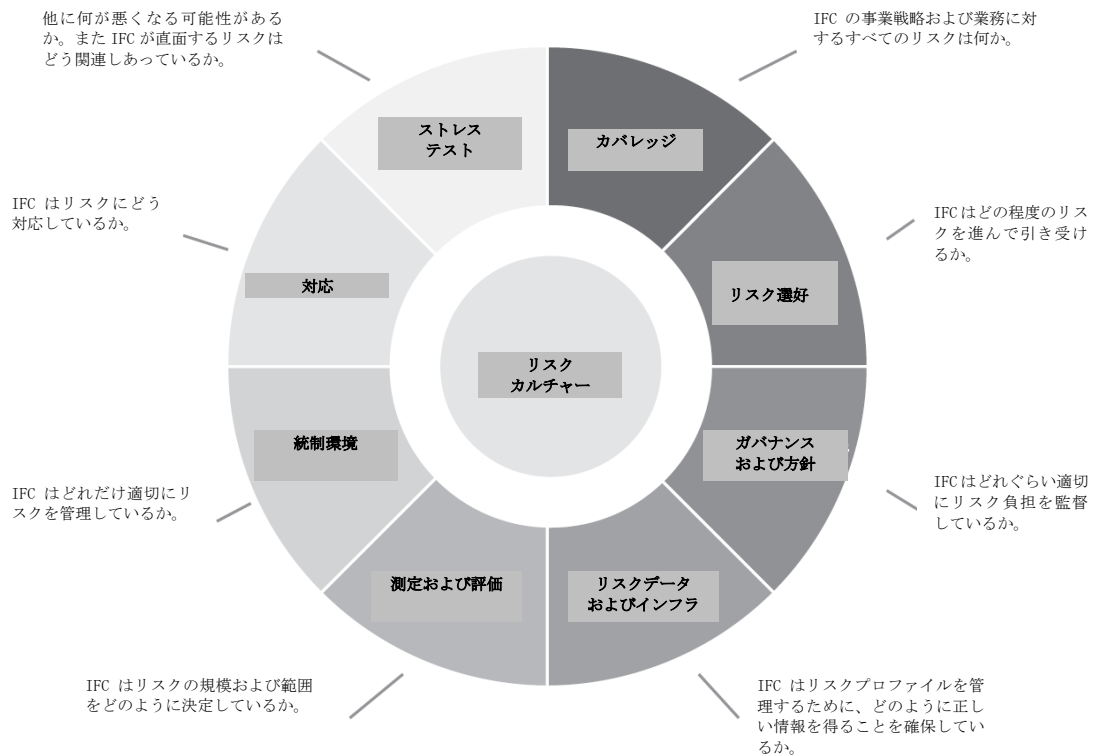 他に何が悪くなる可能性がある
か。また IFC が直面するリスクは
どう関連しあっているか。
IFC の事業戦略および業務に対
するすべてのリスクは何か。
ストレス
テスト
カバレッジ
IFC はリスクにどう
対応しているか。
IFCはどの程度のリス
クを進んで引き受け
るか。
対応
リスク選好
リスク
カルチャー
統制環境
ガバナンス
および方針
IFC はどれだけ適切にリ
スクを管理しているか。
IFCはどれぐらい適切
にリスク負担を監督
しているか。
測定および評価
リスクデータ
およびインフラ
IFC はリスクの規模および範囲
をどのように決定しているか。
IFC はリスクプロファイルを管
理するために、どのように正し
い情報を得ることを確保してい
るか。